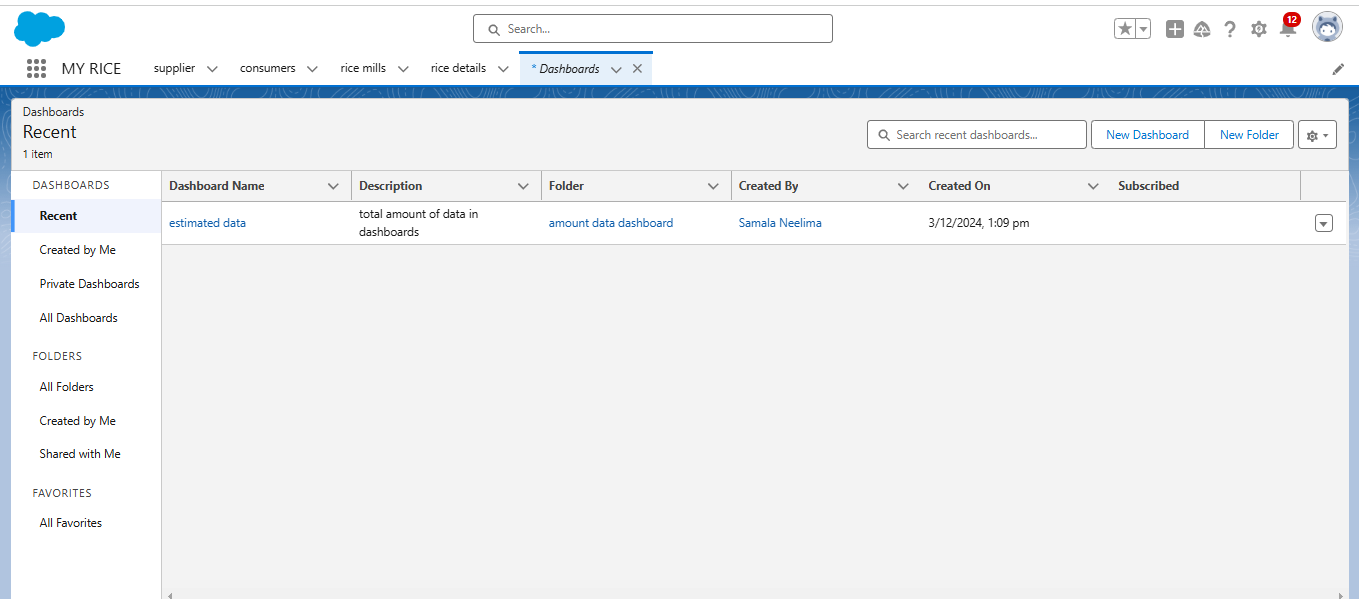 Search...
12
MY RICE
supplier
consumers
rice mills
rice details
* Dashboards
Dashboards
Recent
1 item
Search recent dashboards...
New Dashboard
New Folder
DASHBOARDS
Recent
Created by Me
Private Dashboards
All Dashboards
FOLDERS
All Folders
Created by Me
Shared with Me
FAVORITES
All Favorites
Dashboard Name
Description
Folder
Created By
Created On
Subscribed
estimated data
total amount of data in
dashboards
amount data dashboard
Samala Neelima
3/12/2024, 1:09 pm